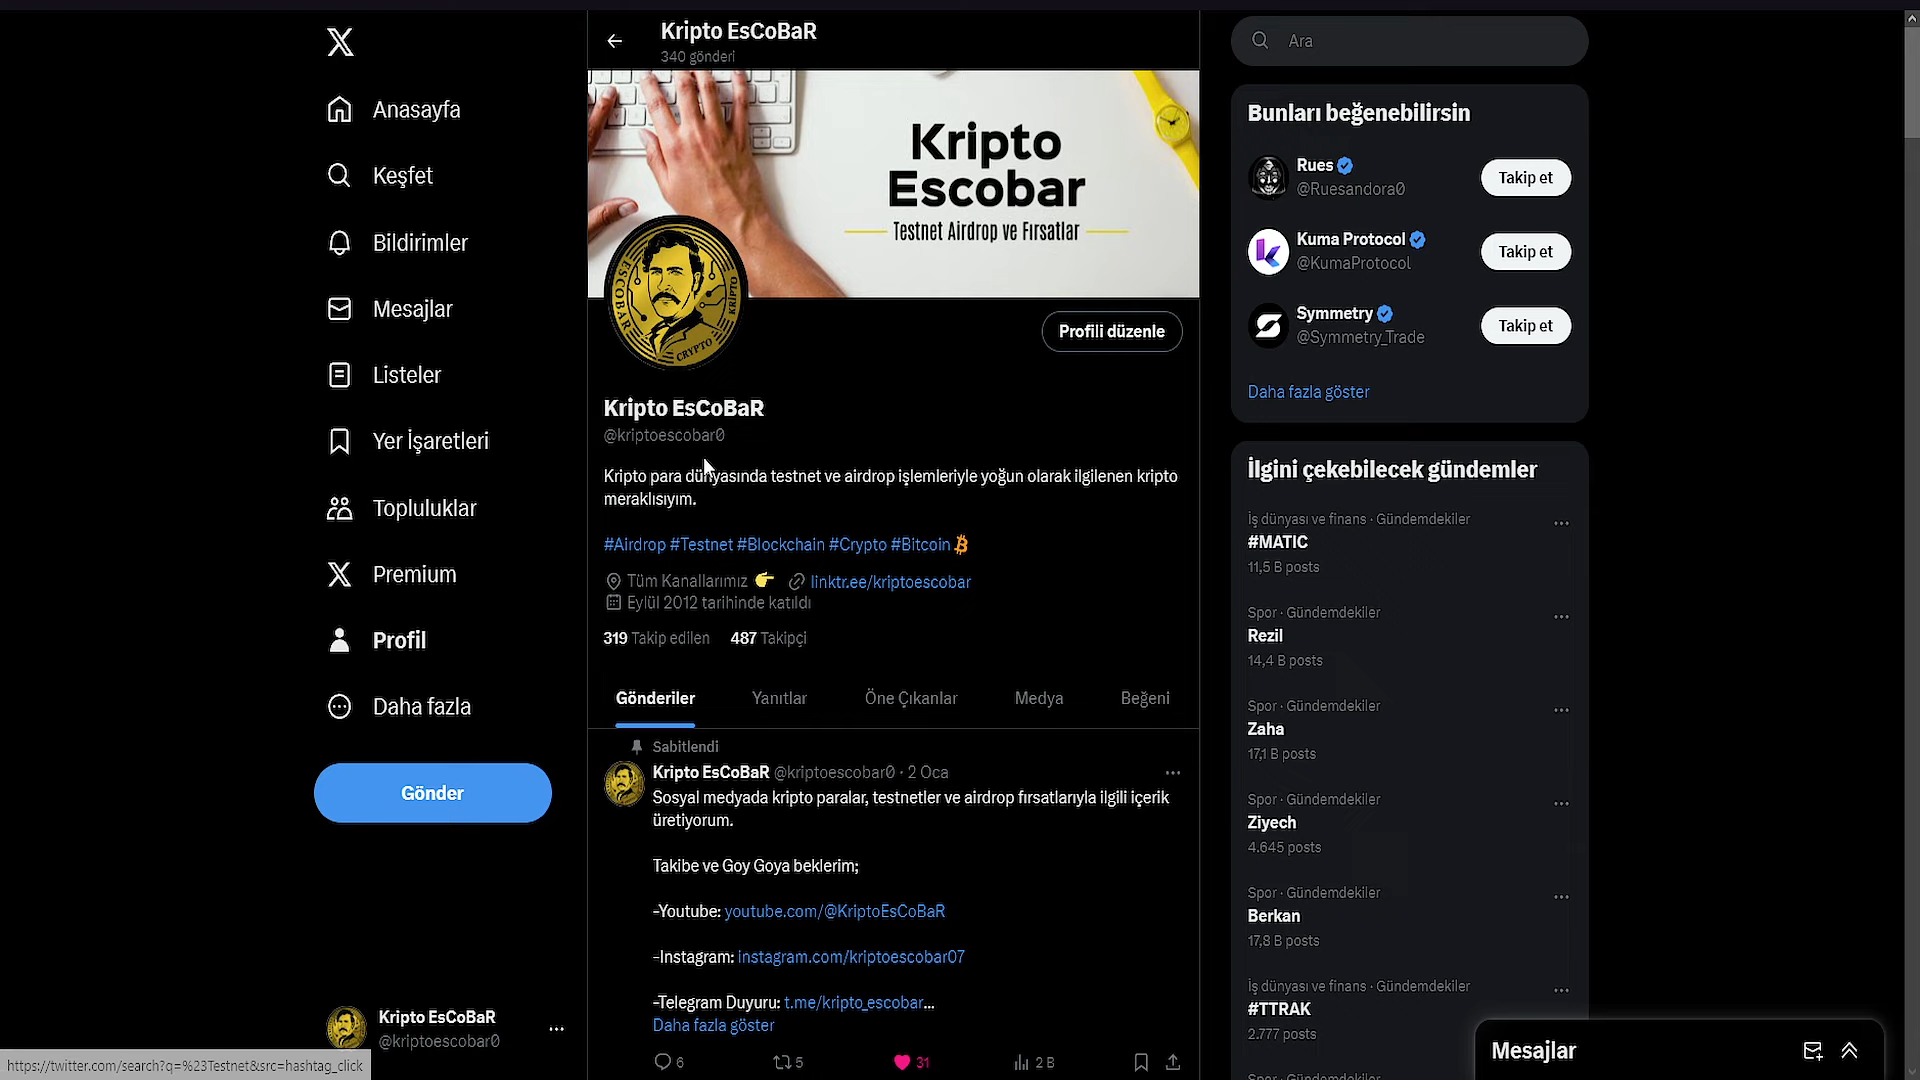 Kripto EsCoBaR
340 gönderi
Anasayfa
Keşfet
Bildirimler
Mesajlar
Listeler
Yer İşaretleri
Topluluklar
Premium
Profil
Daha fazla
Gönder
Kripto EsCoBaR
@kriptoescobar0
https://twitter.com/search?q=%23Testnet&src=hashtag_click
Kripto
Escobar
Testnet Airdrop ve Fırsatlar
ESCOBAR
KRİPTO
CRYPTO
Profili düzenle
Kripto EsCoBaR
@kriptoescobar0
Kripto para dünyasında testnet ve airdrop işlemleriyle yoğun olarak ilgilenen kripto
meraklısıyım.
#Airdrop #Testnet #Blockchain #Crypto #Bitcoin
Tüm Kanallarımız 👉 linktr.ee/kriptoescobar
Eylül 2012 tarihinde katıldı
319 Takip edilen 487 Takipçi
Gönderiler Yanıtlar Öne Çıkanlar Medya Beğeni
Sabitlendi
Kripto EsCoBaR @kriptoescobar0 · 2 Oca
Sosyal medyada kripto paralar, testnetler ve airdrop fırsatlarıyla ilgili içerik
üretiyorum.
Takibe ve Goy Goya beklerim;
-Youtube: youtube.com/@KriptoEsCoBaR
-Instagram: instagram.com/kriptoescobar07
-Telegram Duyuru: t.me/kripto_escobar…
Daha fazla göster
6 5 31 2 B
Ara
Bunları beğenebilirsin
Rues
@Ruesandora0
Takip et
Kuma Protocol
@KumaProtocol
Takip et
Symmetry
@Symmetry_Trade
Takip et
Daha fazla göster
İlgini çekebilecek gündemler
İş dünyası ve finans · Gündemdekiler
#MATIC
11,5 B posts
Spor · Gündemdekiler
Rezil
14,4 B posts
Spor · Gündemdekiler
Zaha
17,1 B posts
Spor · Gündemdekiler
Ziyech
4.645 posts
Spor · Gündemdekiler
Berkan
17,8 B posts
İş dünyası ve finans · Gündemdekiler
#TTRAK
2.777 posts
Mesajlar